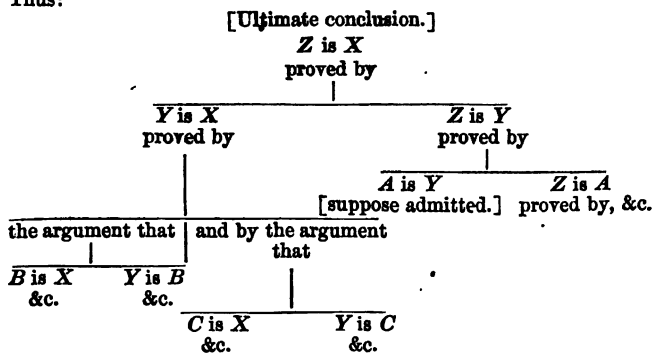 Thus:
[Ultimate conclusion.]
Z is X
proved by
Y is X Z is Y
proved by proved by
A is Y Z is A
[suppose admitted.] proved by, &c.
the argument that and by the argument
that
B is X Y is B
&c. &c.
C is X Y is C
&c. &c.